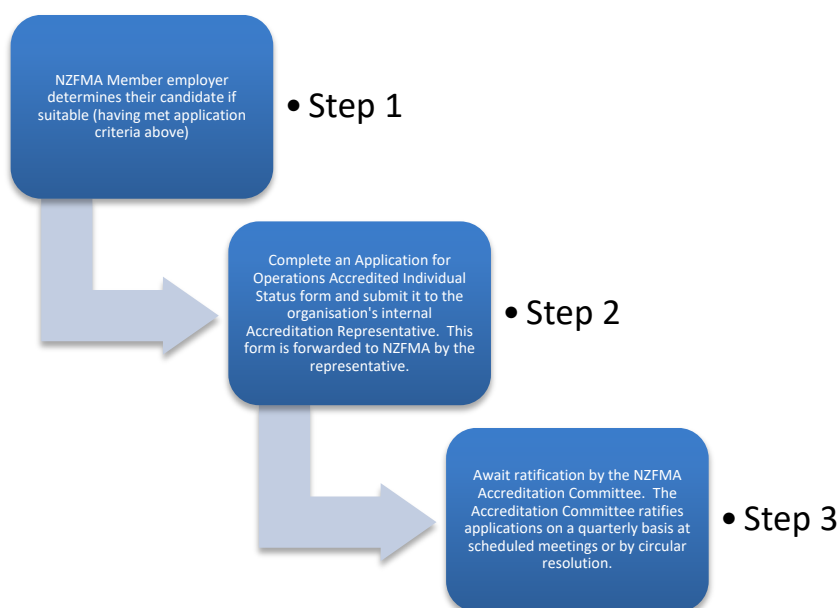 NZFMA Member employer
determines their candidate if
suitable (having met application
criteria above)
• Step 1
Complete an Application for
Operations Accredited Individual
Status form and submit it to the
organisation's internal
Accreditation Representative.  This
form is forwarded to NZFMA by the
representative.
• Step 2
Await ratification by the NZFMA
Accreditation Committee.  The
Accreditation Committee ratifies
applications on a quarterly basis at
scheduled meetings or by circular
resolution.
• Step 3